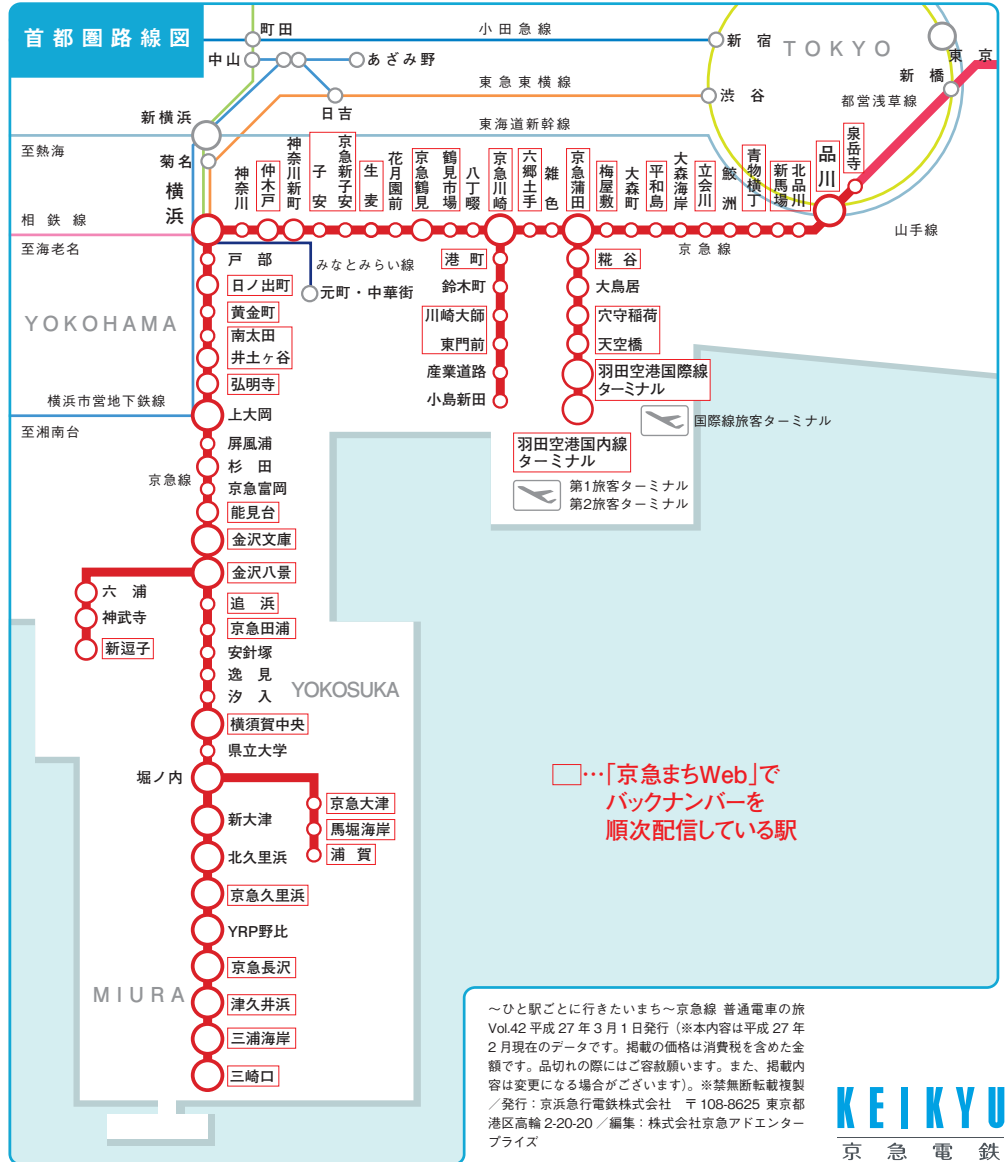 首都圏路線図
町田
小田急線
新宿
TOKYO
中山
あざみ野
東京
新橋
東急東横線
渋谷
都営浅草線
日吉
新横浜
東海道新幹線
至熱海
菊名
横浜
神奈川
仲木戸
神奈川新町
子安
京急新子安
生麦
花月園前
京急鶴見
鶴見市場
八丁畷
京急川崎
六郷土手
雑色
京急蒲田
梅屋敷
大森町
平和島
大森海岸
立会川
鮫洲
青物横丁
新馬場
北品川
品川
泉岳寺
相鉄線
京急線
山手線
至海老名
戸部
みなとみらい線
元町・中華街
港町
糀谷
日ノ出町
鈴木町
大鳥居
YOKOHAMA
黄金町
川崎大師
穴守稲荷
南太田
東門前
天空橋
井土ヶ谷
産業道路
羽田空港国際線
ターミナル
弘明寺
小島新田
横浜市営地下鉄線
上大岡
国際線旅客ターミナル
至湘南台
屏風浦
羽田空港国内線
ターミナル
杉田
京急線
京急富岡
第1旅客ターミナル
第2旅客ターミナル
能見台
金沢文庫
金沢八景
六浦
追浜
神武寺
京急田浦
新逗子
安針塚
逸見
YOKOSUKA
汐入
横須賀中央
県立大学
堀ノ内
□…「京急まちWeb」で
バックナンバーを
順次配信している駅
京急大津
新大津
馬堀海岸
北久里浜
浦賀
京急久里浜
YRP野比
京急長沢
MIURA
津久井浜
三浦海岸
三崎口
～ひと駅ごとに行きたいまち～京急線 普通電車の旅
Vol.42 平成 27 年 3 月 1 日発行（※本内容は平成 27 年
2 月現在のデータです。掲載の価格は消費税を含めた金
額です。品切れの際にはご容赦願います。また、掲載内
容は変更になる場合がございます）。※禁無断転載複製
／発行：京浜急行電鉄株式会社　〒108-8625 東京都
港区高輪 2-20-20 ／編集：株式会社京急アドエンター
プライズ
KEIKYU
京急電鉄